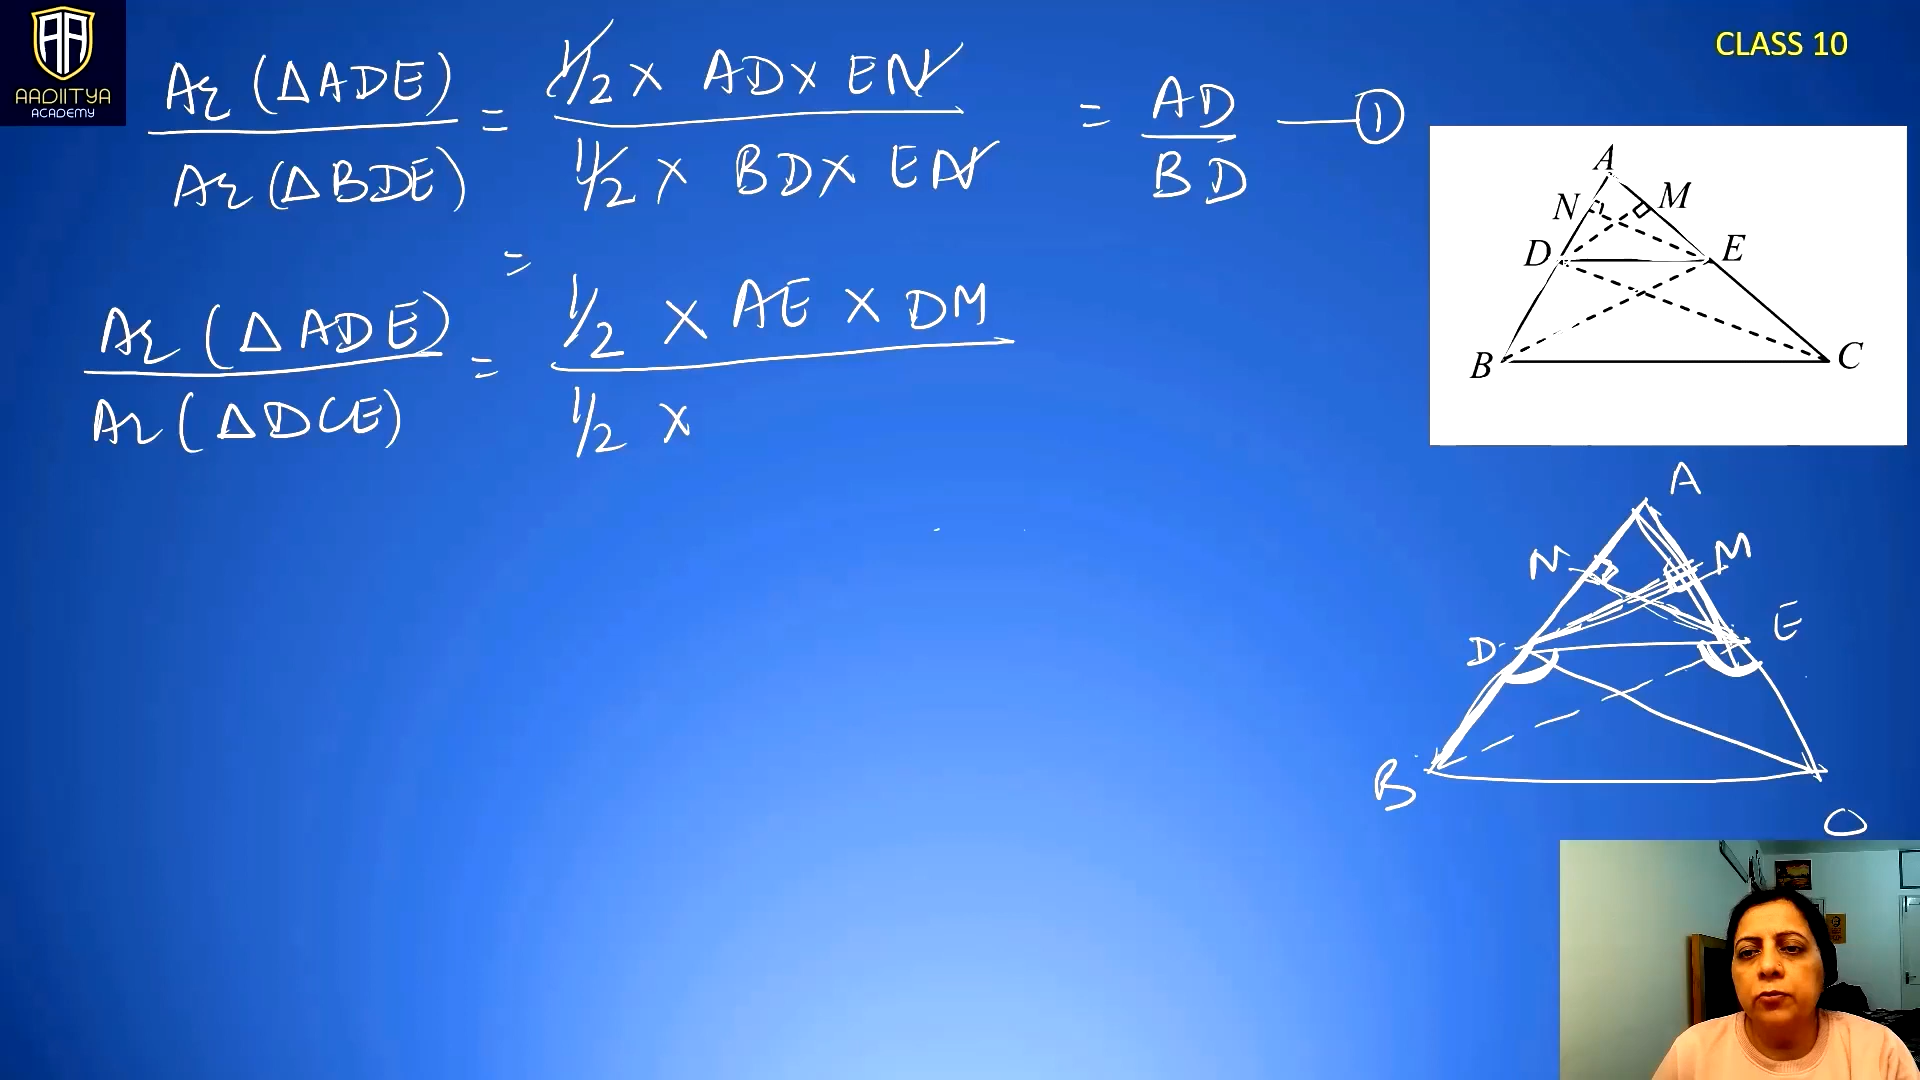 AADIITYA
ACADEMY
CLASS 10
Ar (△ADE) / Ar (△BDE) = 1/2 × AD × EN / 1/2 × BD × EN = AD / BD — ①
=
Ar (△ADE) / Ar (△DCE) = 1/2 × AE × DM / 1/2 ×
A
N M
D E
B C
A
N M
D E
B